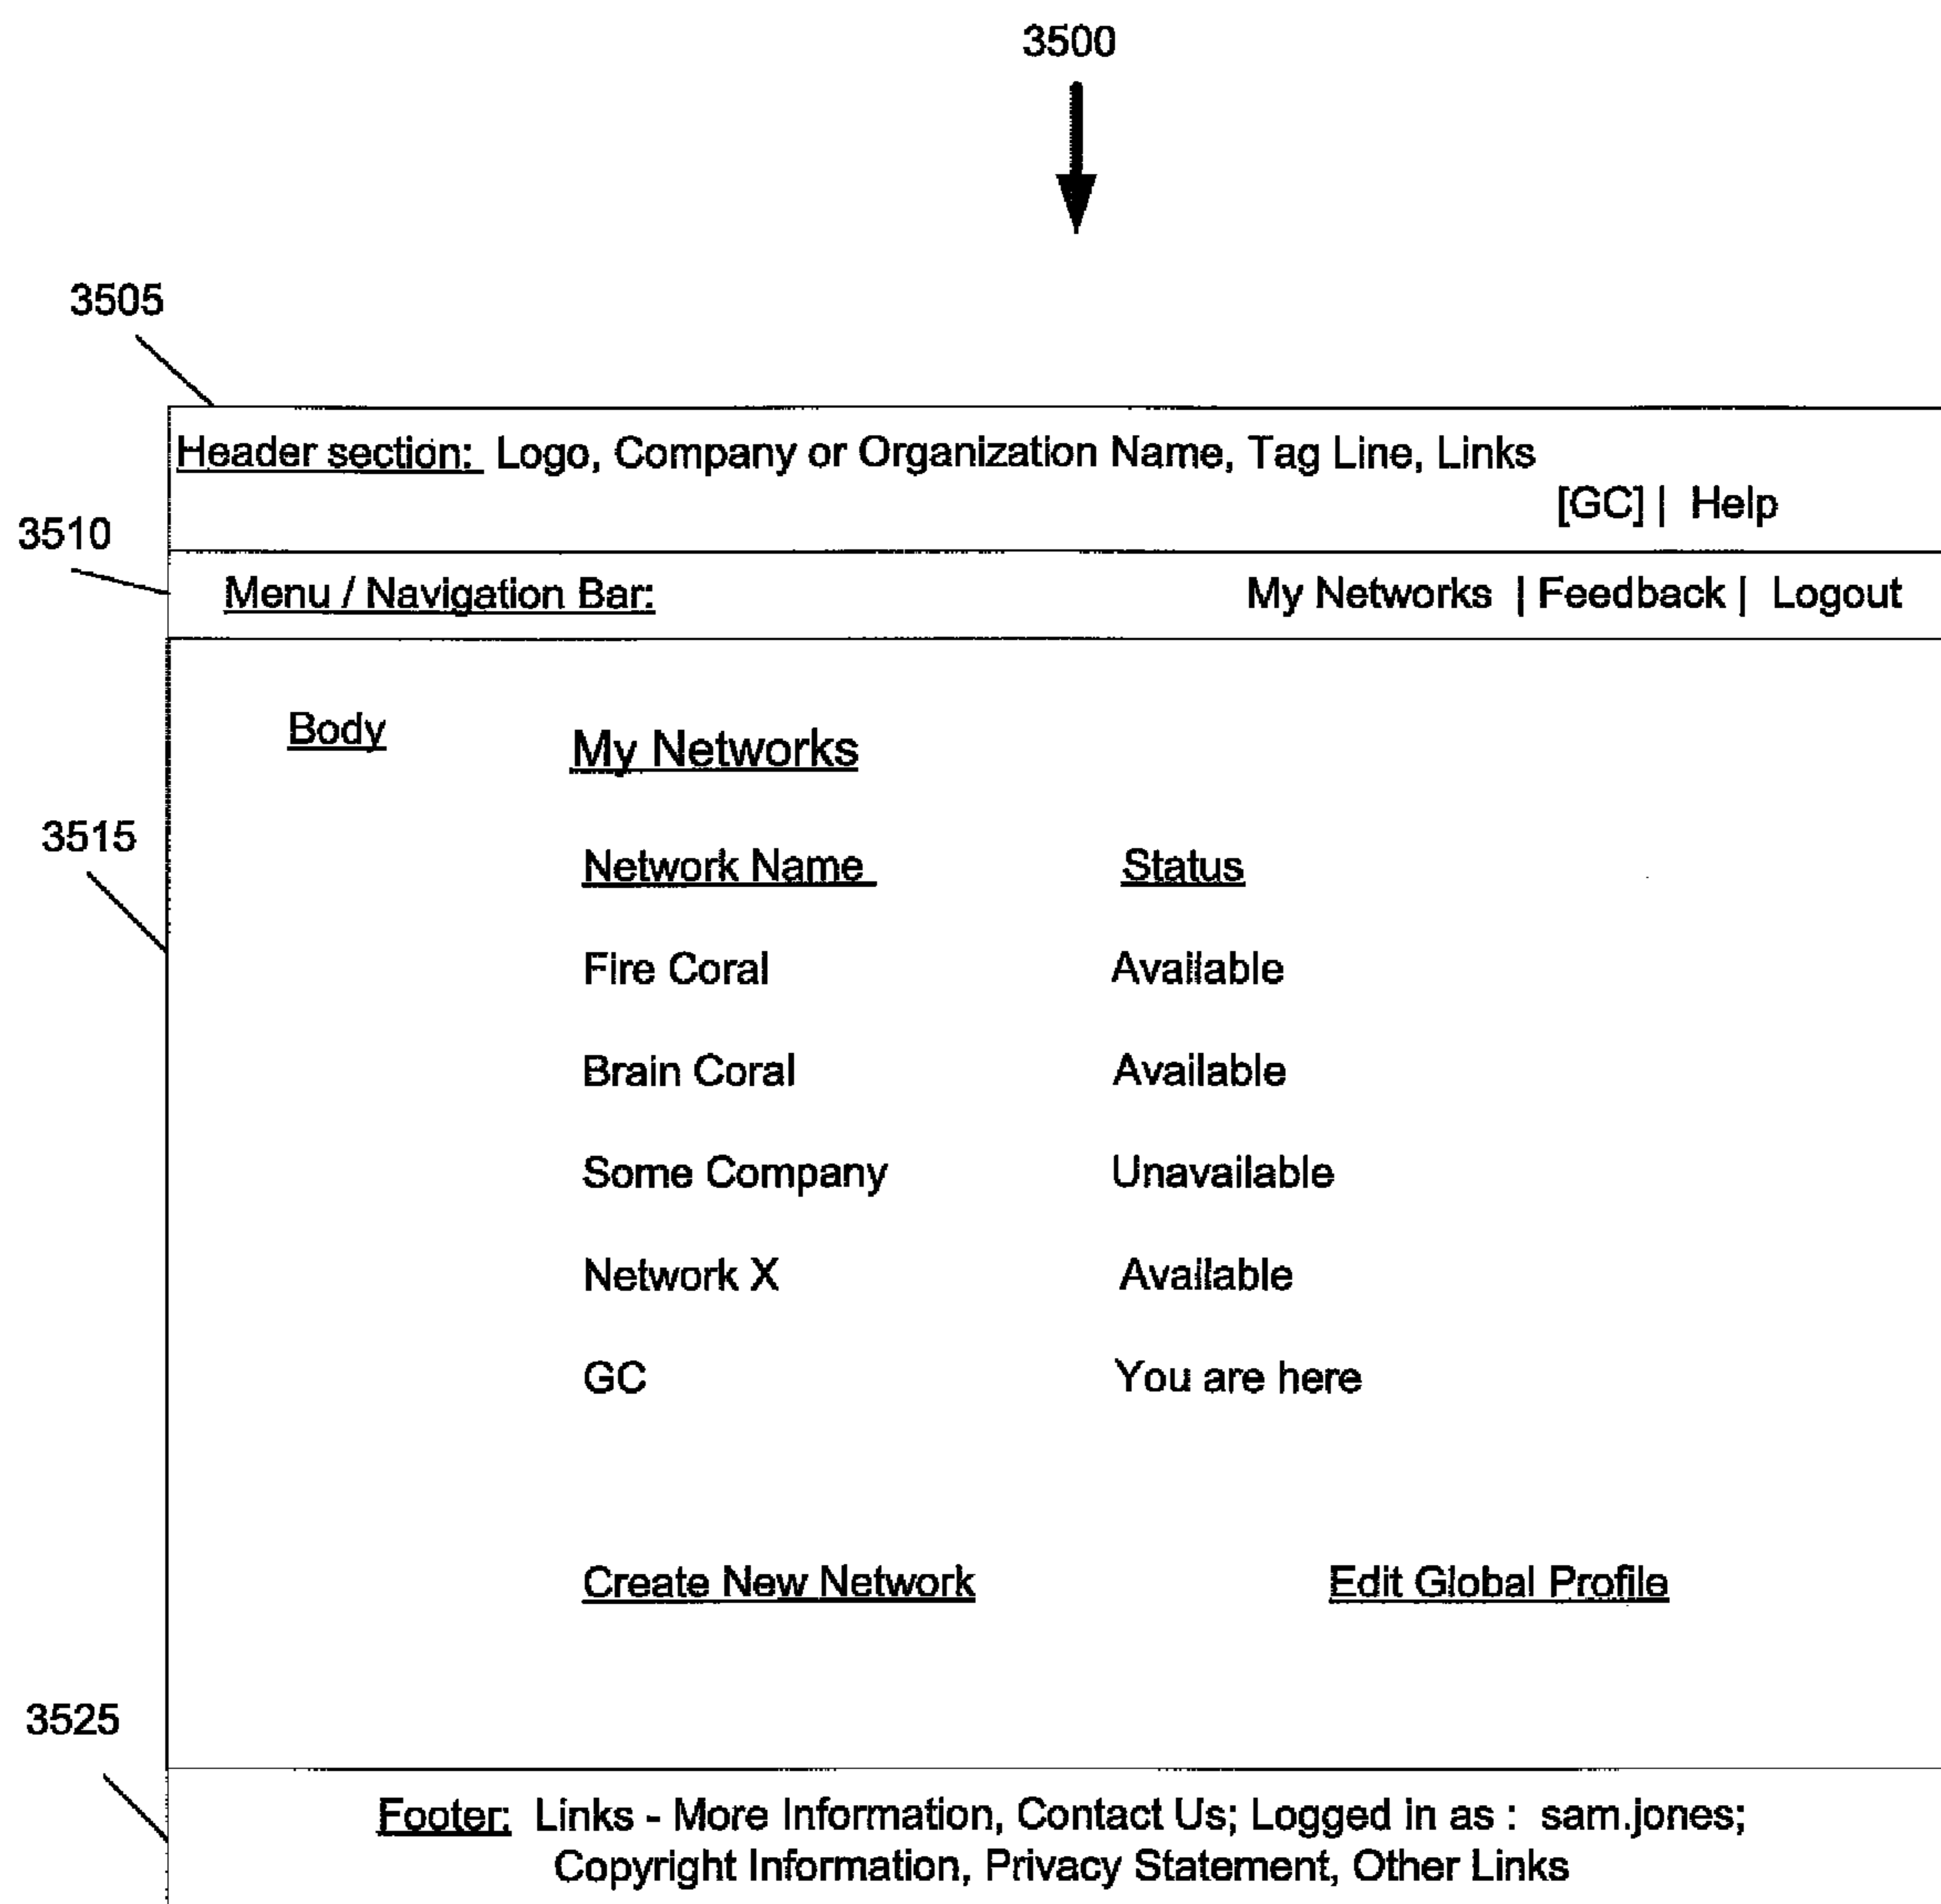 3500
3505
Header section: Logo, Company or Organization Name, Tag Line, Links
[GC] | Help
3510
Menu / Navigation Bar: My Networks | Feedback | Logout
Body
My Networks
3515
Network Name Status
Fire Coral Available
Brain Coral Available
Some Company Unavailable
Network X Available
GC You are here
Create New Network Edit Global Profile
3525
Footer: Links - More Information, Contact Us; Logged in as : sam.jones;
Copyright Information, Privacy Statement, Other Links